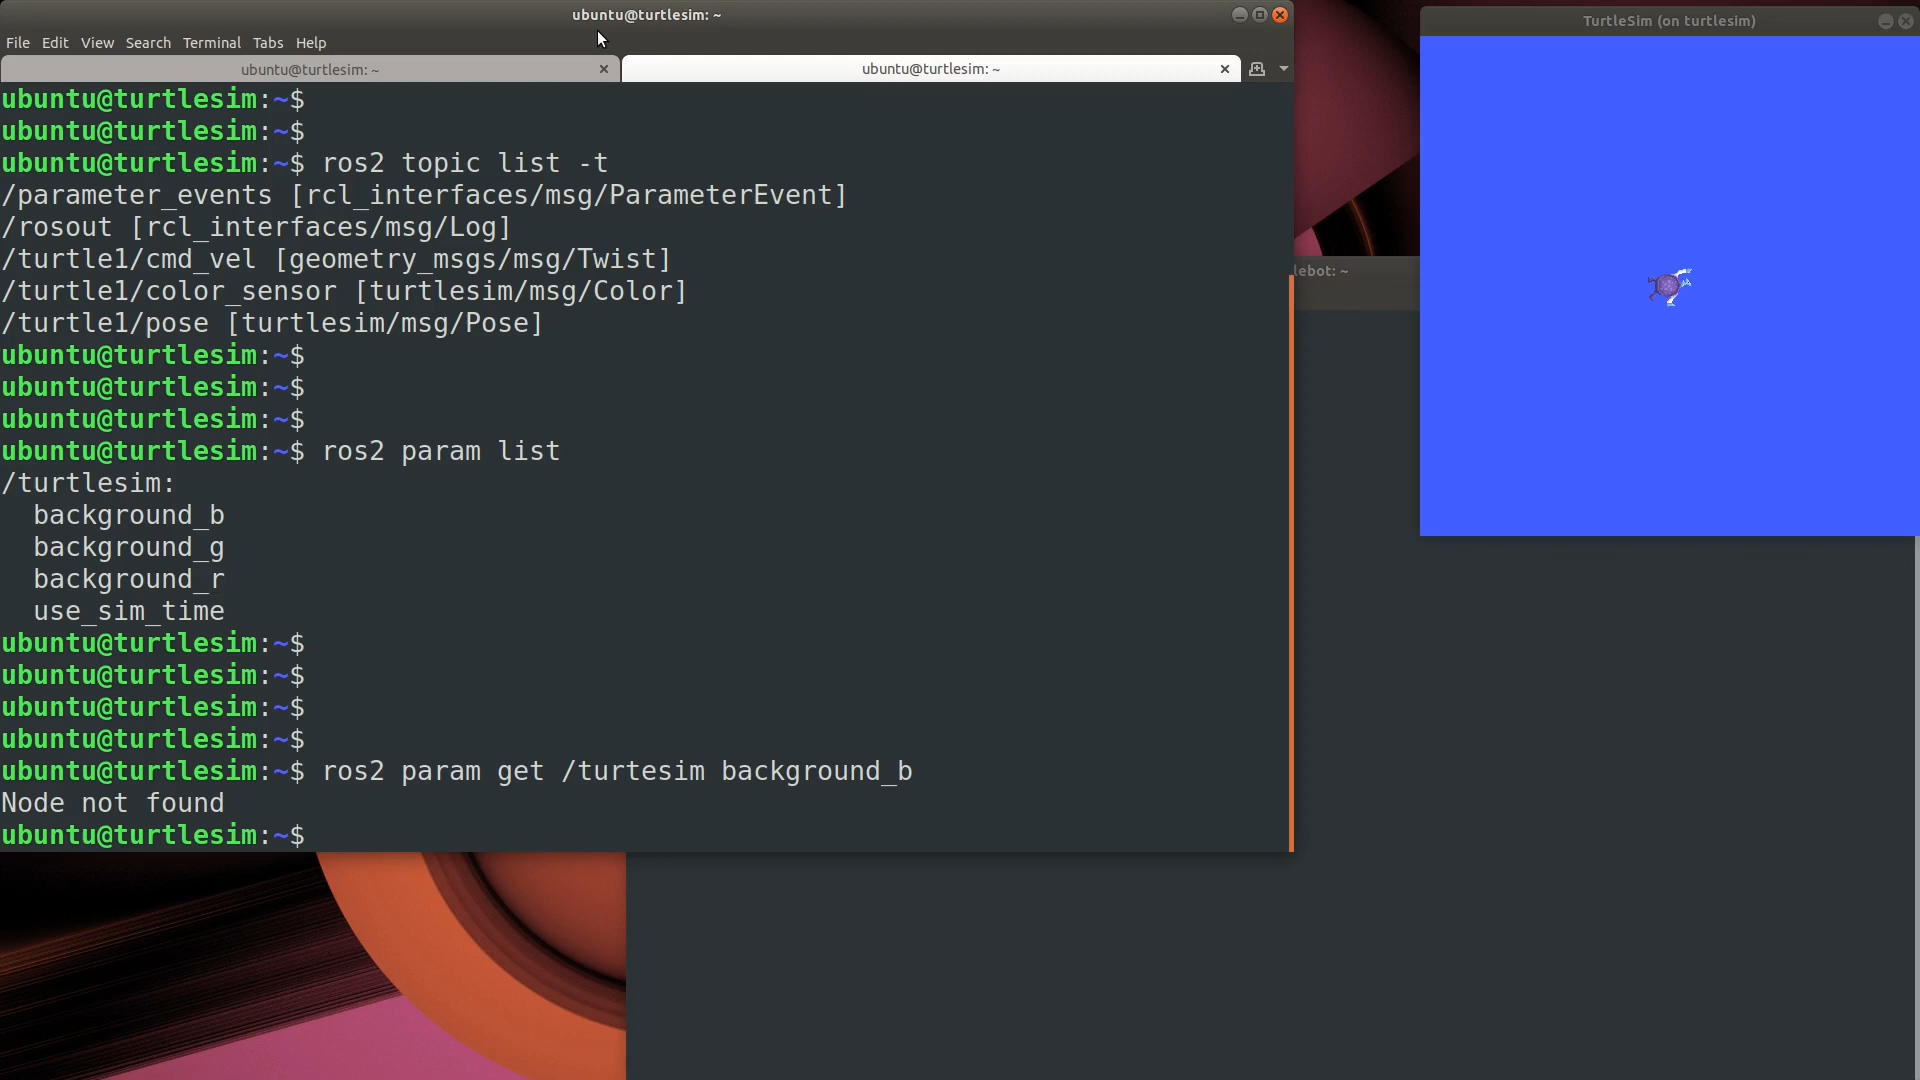 ubuntu@turtlesim: ~
File Edit View Search Terminal Tabs Help
ubuntu@turtlesim: ~
ubuntu@turtlesim: ~
ubuntu@turtlesim:~$
ubuntu@turtlesim:~$
ubuntu@turtlesim:~$ ros2 topic list -t
/parameter_events [rcl_interfaces/msg/ParameterEvent]
/rosout [rcl_interfaces/msg/Log]
/turtle1/cmd_vel [geometry_msgs/msg/Twist]
/turtle1/color_sensor [turtlesim/msg/Color]
/turtle1/pose [turtlesim/msg/Pose]
ubuntu@turtlesim:~$
ubuntu@turtlesim:~$
ubuntu@turtlesim:~$
ubuntu@turtlesim:~$ ros2 param list
/turtlesim:
  background_b
  background_g
  background_r
  use_sim_time
ubuntu@turtlesim:~$
ubuntu@turtlesim:~$
ubuntu@turtlesim:~$
ubuntu@turtlesim:~$
ubuntu@turtlesim:~$ ros2 param get /turtesim background_b
Node not found
ubuntu@turtlesim:~$
TurtleSim (on turtlesim)
lebot: ~